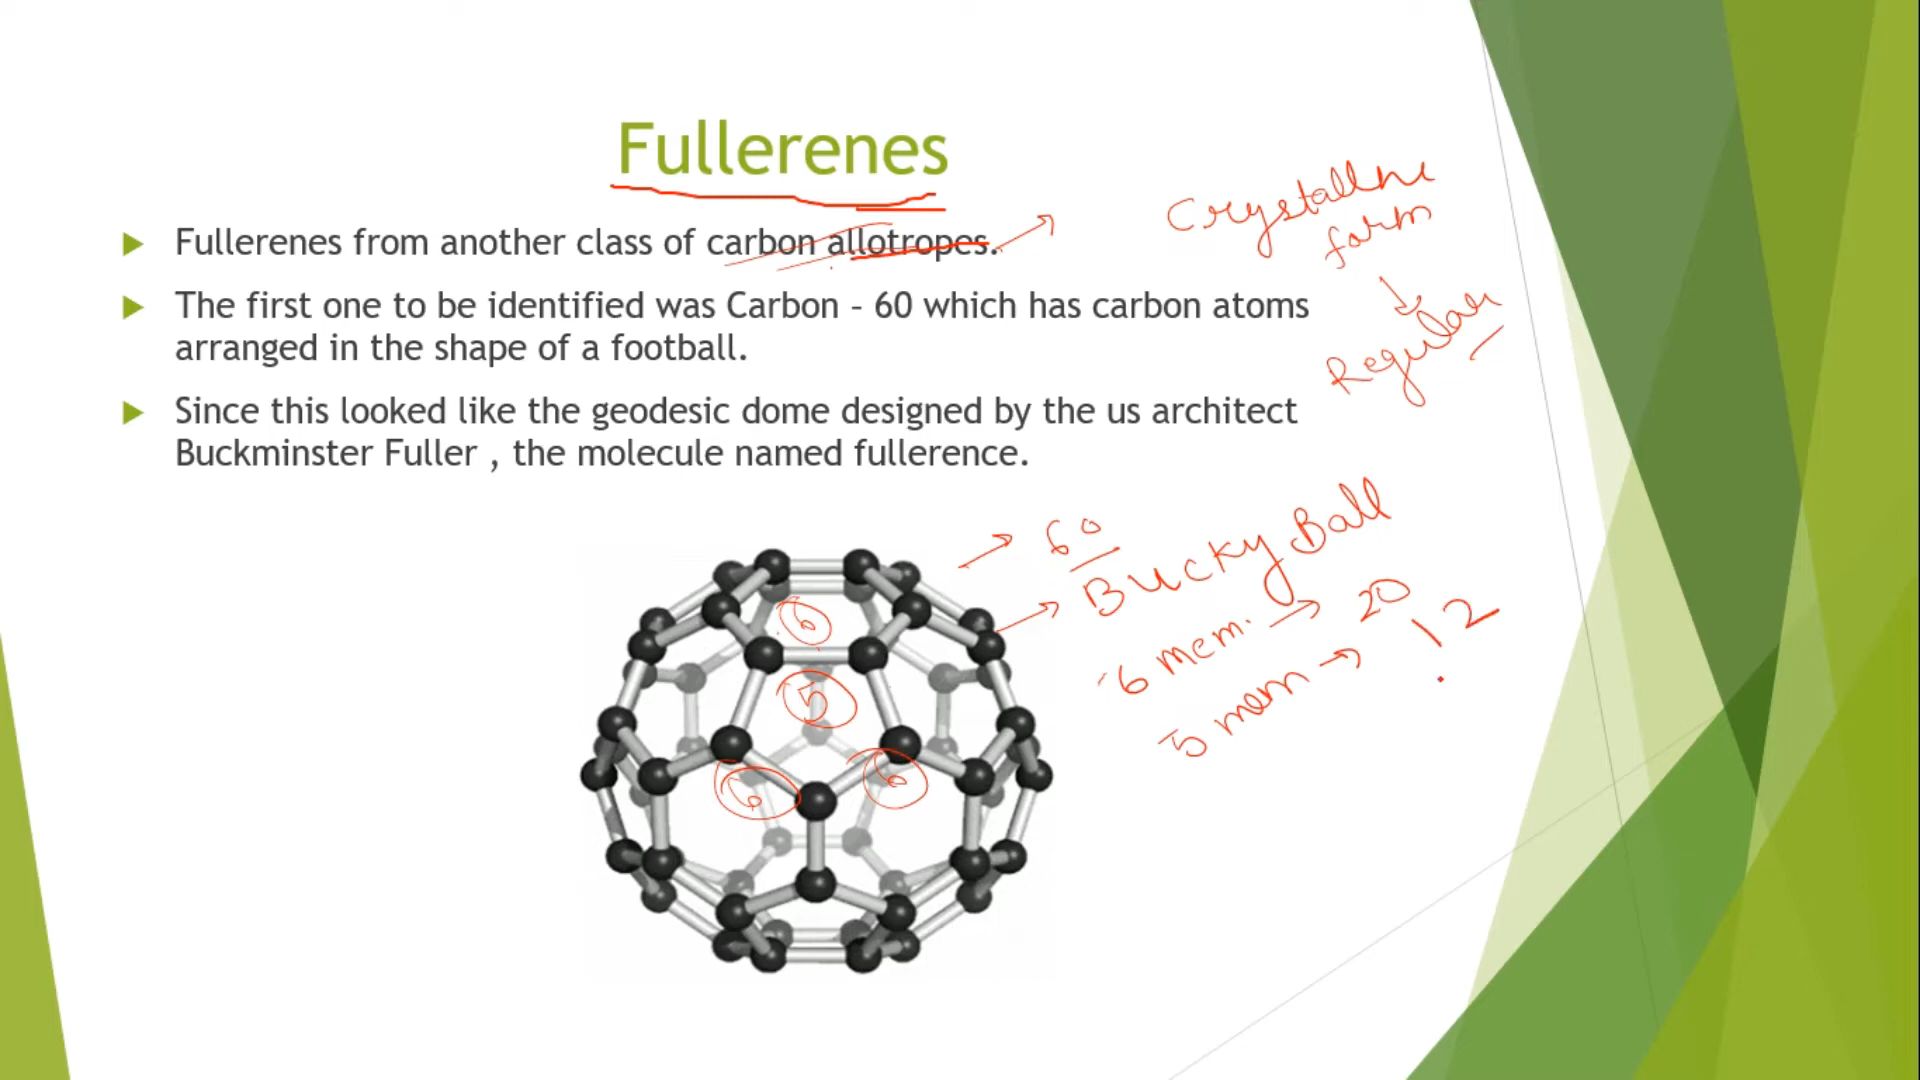 Fullerenes
Fullerenes from another class of carbon allotropes.
The first one to be identified was Carbon – 60 which has carbon atoms
arranged in the shape of a football.
Since this looked like the geodesic dome designed by the us architect
Buckminster Fuller , the molecule named fullerence.
Crystalline
form
Regular
60
Bucky Ball
6 mem. → 20
5 mem → 12
6
5
6
6